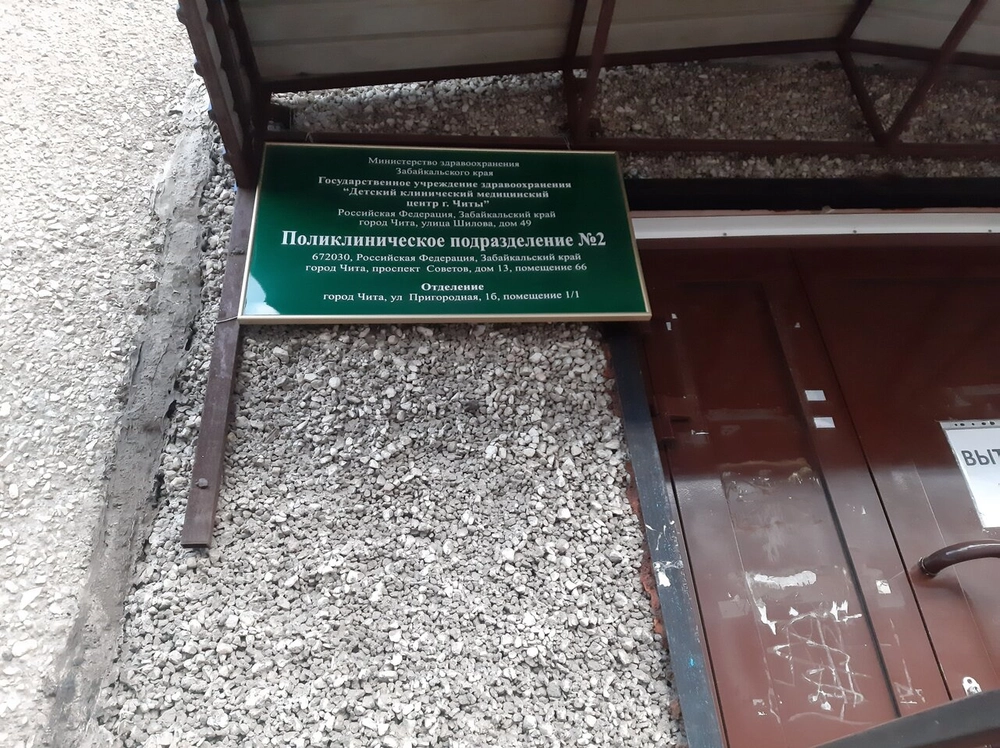 Министерство здравоохранения
Забайкальского края
Государственное учреждение здравоохранения
"Детский клинический медицинский
центр г. Читы"
Российская Федерация, Забайкальский край
город Чита, улица Шилова, дом 49
Поликлиническое подразделение №2
672030, Российская Федерация, Забайкальский край
город Чита, проспект Советов, дом 13, помещение 66
Отделение
город Чита, ул Пригородная, 1б, помещение 1/1